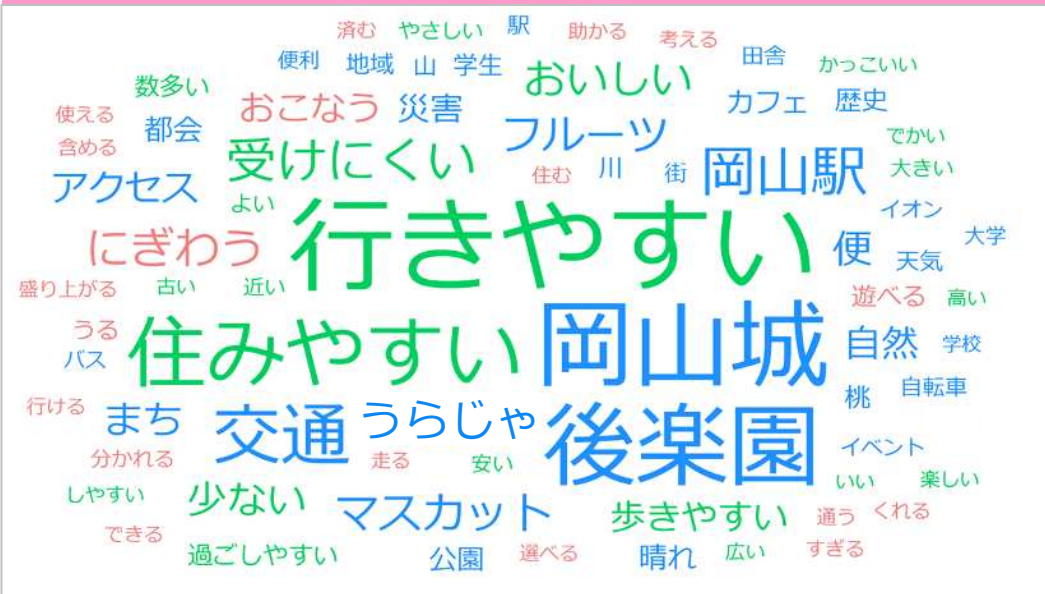 済む やさしい 駅 助かる 考える
便利 地域 山 学生 おいしい 田舎 かっこいい
数多い おこなう 災害 カフェ 歴史
使える 都会 フルーツ でかい
含める 受けにくい 住む 川 街 岡山駅 大きい
アクセス よい 行きやすい イオン
にぎわう 便 天気 大学
盛り上がる 古い 近い 遊べる 高い
うる 住みやすい 岡山城 自然 学校
バス 桃 自転車
行ける まち 交通 うらじゃ 後楽園 イベント
分かれる 走る 安い いい 楽しい
しやすい 少ない マスカット 歩きやすい 通う くれる
できる 過ごしやすい 公園 選べる 晴れ 広い すぎる